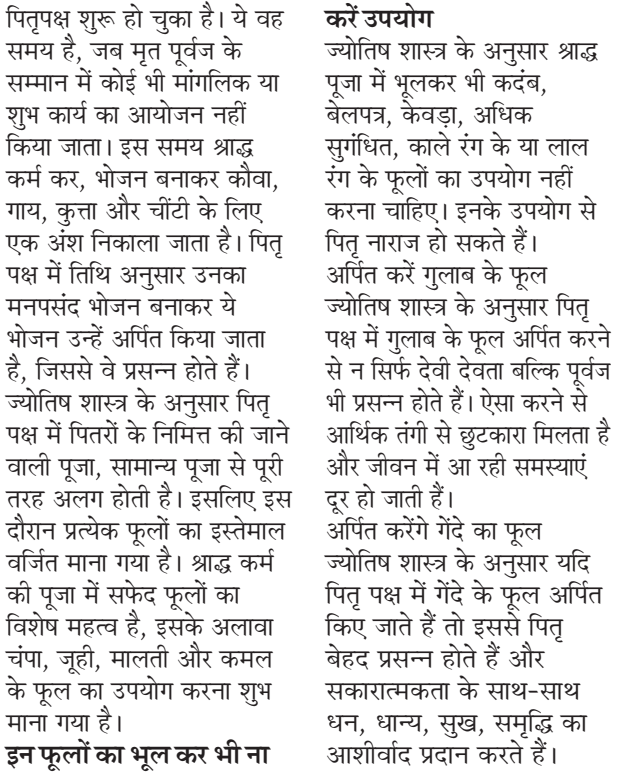 पितृपक्ष शुरू हो चुका है। ये वह
समय है, जब मृत पूर्वज के
सम्मान में कोई भी मांगलिक या
शुभ कार्य का आयोजन नहीं
किया जाता। इस समय श्राद्ध
कर्म कर, भोजन बनाकर कौवा,
गाय, कुत्ता और चींटी के लिए
एक अंश निकाला जाता है। पितृ
पक्ष में तिथि अनुसार उनका
मनपसंद भोजन बनाकर ये
भोजन उन्हें अर्पित किया जाता
है, जिससे वे प्रसन्न होते हैं।
ज्योतिष शास्त्र के अनुसार पितृ
पक्ष में पितरों के निमित्त की जाने
वाली पूजा, सामान्य पूजा से पूरी
तरह अलग होती है। इसलिए इस
दौरान प्रत्येक फूलों का इस्तेमाल
वर्जित माना गया है। श्राद्ध कर्म
की पूजा में सफेद फूलों का
विशेष महत्व है, इसके अलावा
चंपा, जूही, मालती और कमल
के फूल का उपयोग करना शुभ
माना गया है।
इन फूलों का भूल कर भी ना
करें उपयोग
ज्योतिष शास्त्र के अनुसार श्राद्ध
पूजा में भूलकर भी कदंब,
बेलपत्र, केवड़ा, अधिक
सुगंधित, काले रंग के या लाल
रंग के फूलों का उपयोग नहीं
करना चाहिए। इनके उपयोग से
पितृ नाराज हो सकते हैं।
अर्पित करें गुलाब के फूल
ज्योतिष शास्त्र के अनुसार पितृ
पक्ष में गुलाब के फूल अर्पित करने
से न सिर्फ देवी देवता बल्कि पूर्वज
भी प्रसन्न होते हैं। ऐसा करने से
आर्थिक तंगी से छुटकारा मिलता है
और जीवन में आ रही समस्याएं
दूर हो जाती हैं।
अर्पित करेंगे गेंदे का फूल
ज्योतिष शास्त्र के अनुसार यदि
पितृ पक्ष में गेंदे के फूल अर्पित
किए जाते हैं तो इससे पितृ
बेहद प्रसन्न होते हैं और
सकारात्मकता के साथ-साथ
धन, धान्य, सुख, समृद्धि का
आशीर्वाद प्रदान करते हैं।